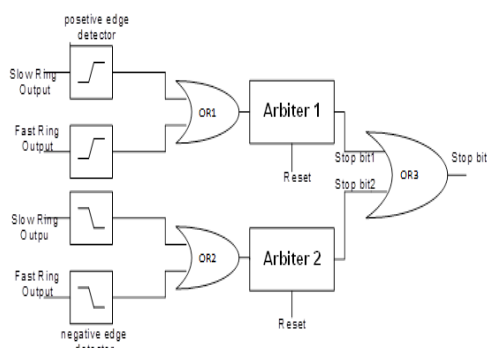 posetive edge
detector
Slow Ring
Output
OR1
Arbiter 1
Fast Ring
Output
Reset
Stop bit1
OR3
Stop bit
Stop bit2
Slow Ring
Outpu
OR2
Arbiter 2
Fast Ring
Output
Reset
negative edge
detector